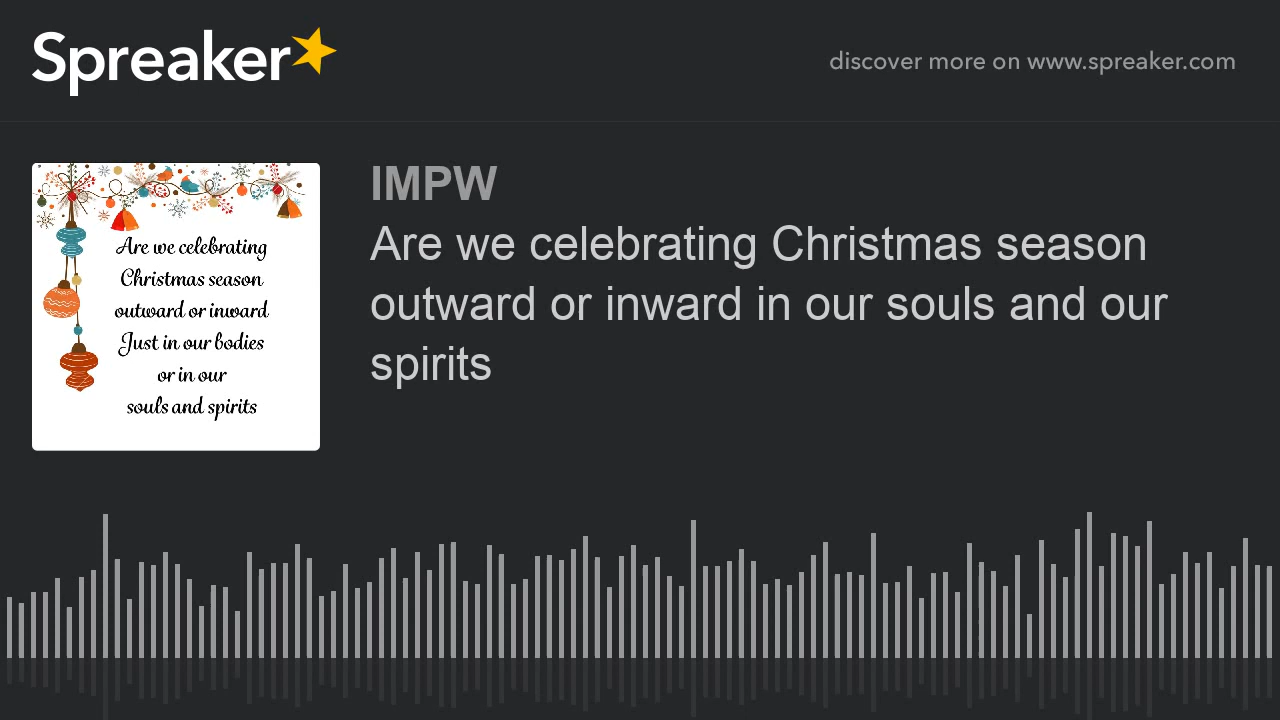 Spreaker
discover more on www.spreaker.com
Are we celebrating
Christmas season
outward or inward
Just in our bodies
or in our
souls and spirits
IMPW
Are we celebrating Christmas season
outward or inward in our souls and our
spirits